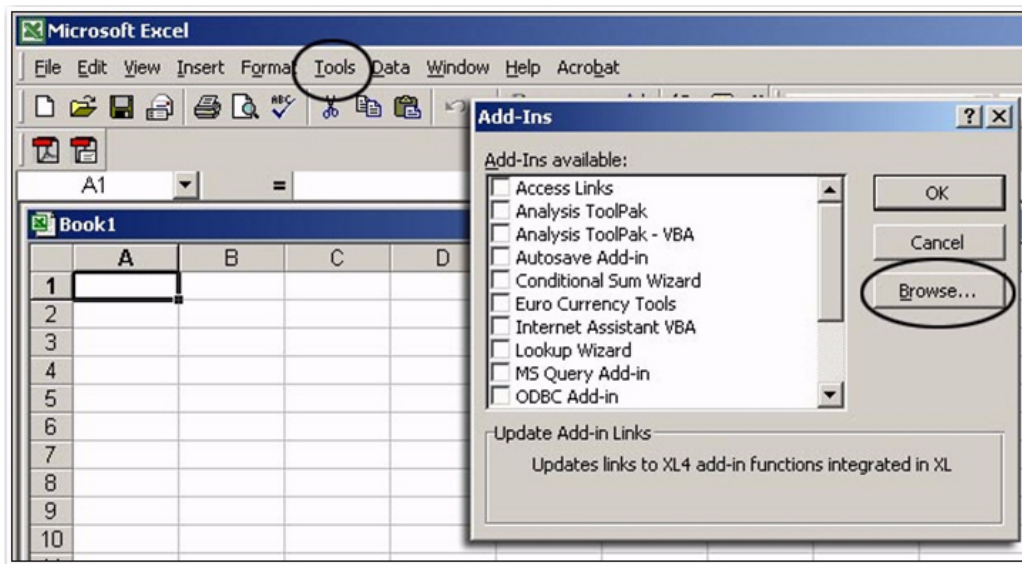 Microsoft Excel
File Edit View Insert Format Tools Data Window Help Acrobat
ABC
Add-Ins
Add-Ins available:
A1 =
Access Links
Analysis ToolPak
Analysis ToolPak - VBA
Autosave Add-in
Conditional Sum Wizard
Euro Currency Tools
Internet Assistant VBA
Lookup Wizard
MS Query Add-in
ODBC Add-in
OK
Cancel
Browse...
Update Add-in Links
Updates links to XL4 add-in functions integrated in XL
Book1
A B C D
1
2
3
4
5
6
7
8
9
10